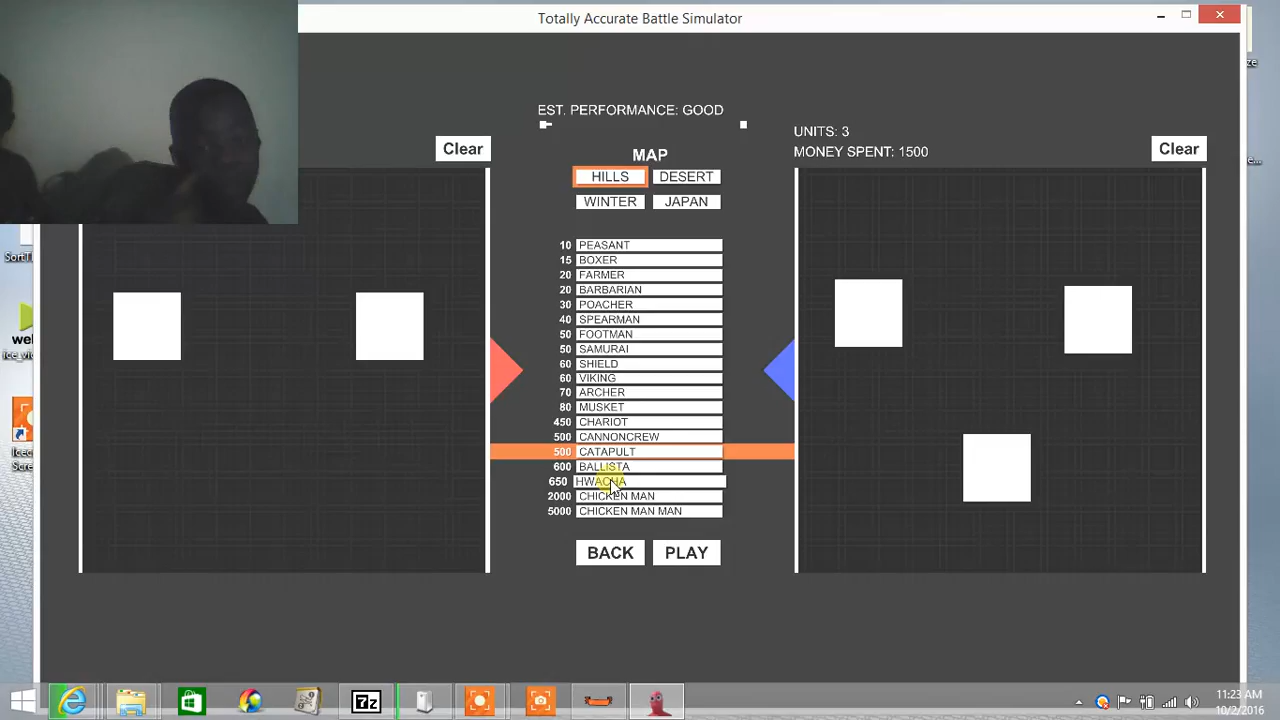 Totally Accurate Battle Simulator
EST. PERFORMANCE: GOOD
UNITS: 3
MONEY SPENT: 1500
Clear
Clear
MAP
HILLS
DESERT
WINTER
JAPAN
10 PEASANT
15 BOXER
20 FARMER
20 BARBARIAN
30 POACHER
40 SPEARMAN
50 FOOTMAN
50 SAMURAI
60 SHIELD
60 VIKING
70 ARCHER
80 MUSKET
450 CHARIOT
500 CANNONCREW
500 CATAPULT
600 BALLISTA
650 HWACHA
2000 CHICKEN MAN
5000 CHICKEN MAN MAN
BACK
PLAY
7z
11:23 AM
10/2/2016